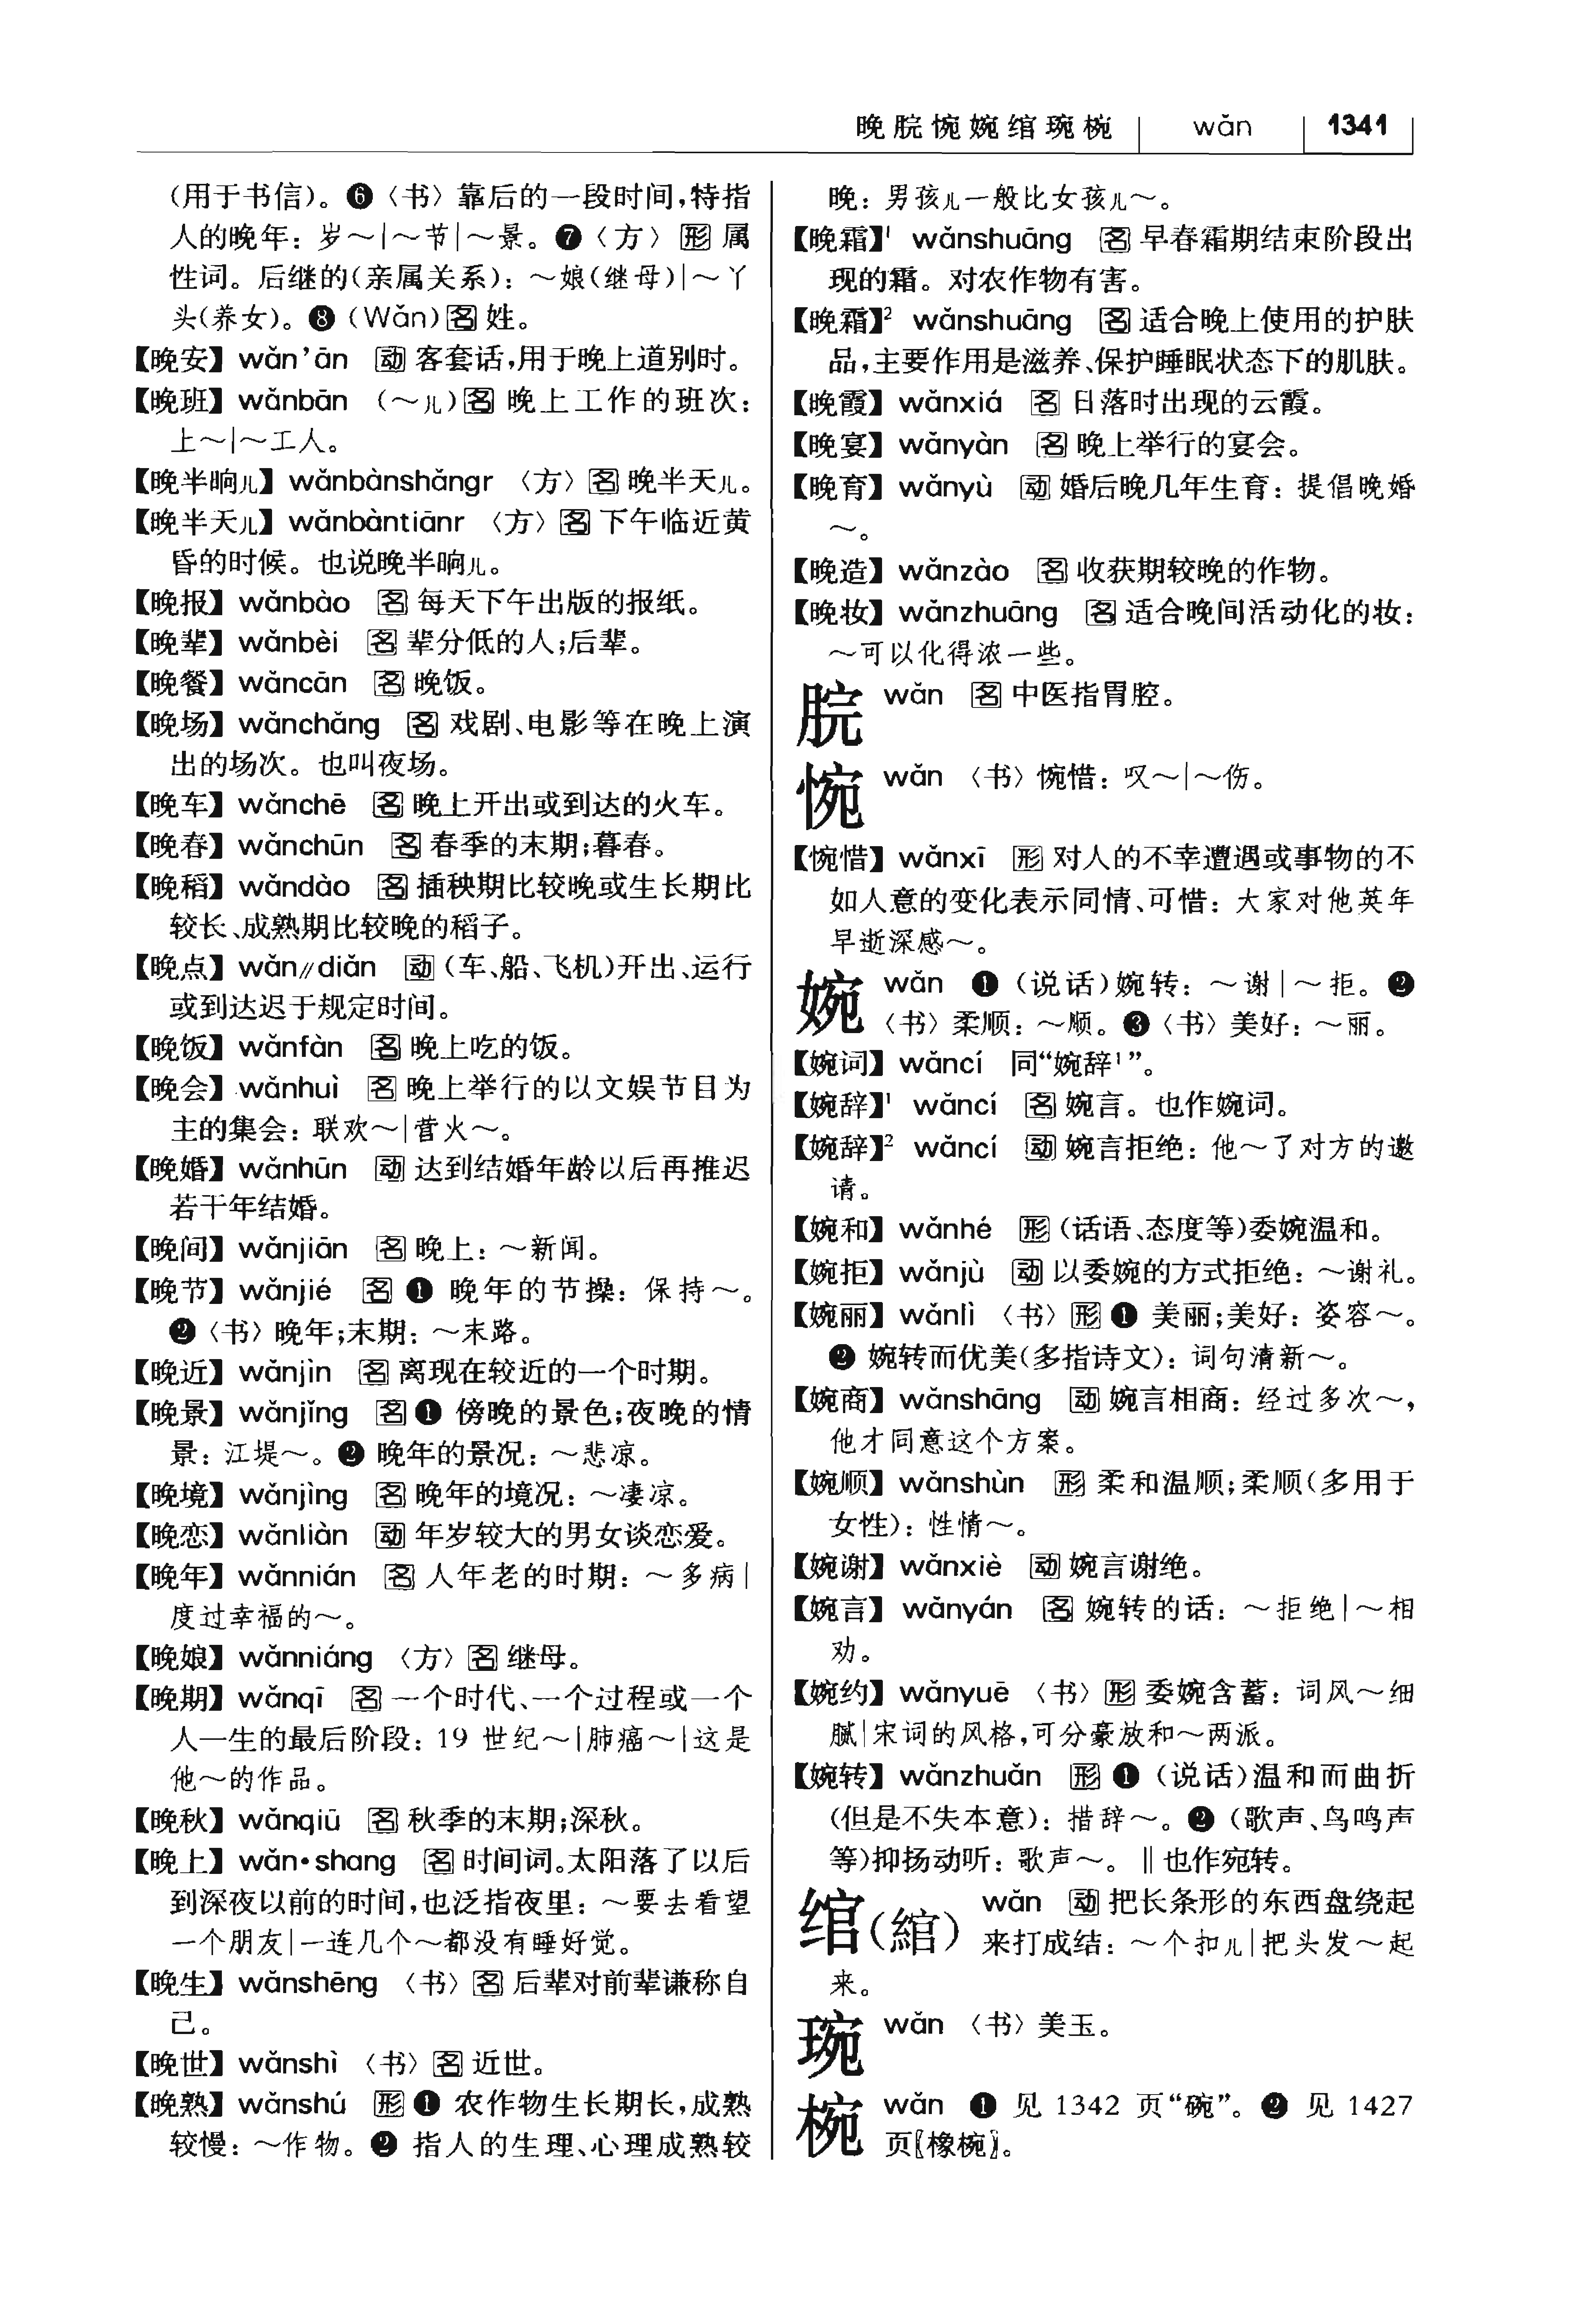 晚脘惋婉绾琬椀 wǎn 1341
(用于书信)。❻〈书〉靠后的一段时间,特指
人的晚年：岁～|～节|～景。❼〈方〉[形]属
性词。后继的(亲属关系)：～娘(继母)|～丫
头(养女)。❽(Wǎn)[名]姓。
【晚安】wǎn’ān [动]客套话,用于晚上道别时。
【晚班】wǎnbān (～儿)[名]晚上工作的班次：
上～|～工人。
【晚半晌儿】wǎnbànshǎngr〈方〉[名]晚半天儿。
【晚半天儿】wǎnbàntiānr〈方〉[名]下午临近黄
昏的时候。也说晚半晌儿。
【晚报】wǎnbào [名]每天下午出版的报纸。
【晚辈】wǎnbèi [名]辈分低的人;后辈。
【晚餐】wǎncān [名]晚饭。
【晚场】wǎnchǎng [名]戏剧、电影等在晚上演
出的场次。也叫夜场。
【晚车】wǎnchē [名]晚上开出或到达的火车。
【晚春】wǎnchūn [名]春季的末期;暮春。
【晚稻】wǎndào [名]插秧期比较晚或生长期比
较长、成熟期比较晚的稻子。
【晚点】wǎn//diǎn [动](车、船、飞机)开出、运行
或到达迟于规定时间。
【晚饭】wǎnfàn [名]晚上吃的饭。
【晚会】wǎnhuì [名]晚上举行的以文娱节目为
主的集会：联欢～|营火～。
【晚婚】wǎnhūn [动]达到结婚年龄以后再推迟
若干年结婚。
【晚间】wǎnjiān [名]晚上：～新闻。
【晚节】wǎnjié [名]❶晚年的节操：保持～。
❷〈书〉晚年;末期：～末路。
【晚近】wǎnjìn [名]离现在较近的一个时期。
【晚景】wǎnjǐng [名]❶傍晚的景色;夜晚的情
景：江堤～。❷晚年的景况：～悲凉。
【晚境】wǎnjìng [名]晚年的境况：～凄凉。
【晚恋】wǎnliàn [动]年岁较大的男女谈恋爱。
【晚年】wǎnnián [名]人年老的时期：～多病|
度过幸福的～。
【晚娘】wǎnniáng〈方〉[名]继母。
【晚期】wǎnqī [名]一个时代、一个过程或一个
人一生的最后阶段：19世纪～|肺癌～|这是
他～的作品。
【晚秋】wǎnqiū [名]秋季的末期;深秋。
【晚上】wǎn•shang [名]时间词。太阳落了以后
到深夜以前的时间,也泛指夜里：～要去看望
一个朋友|一连几个～都没有睡好觉。
【晚生】wǎnshēng〈书〉[名]后辈对前辈谦称自
己。
【晚世】wǎnshì〈书〉[名]近世。
【晚熟】wǎnshú [形]❶农作物生长期长,成熟
较慢：～作物。❷指人的生理、心理成熟较
晚：男孩儿一般比女孩儿～。
【晚霜】¹ wǎnshuāng [名]早春霜期结束阶段出
现的霜。对农作物有害。
【晚霜】² wǎnshuāng [名]适合晚上使用的护肤
品,主要作用是滋养、保护睡眠状态下的肌肤。
【晚霞】wǎnxiá [名]日落时出现的云霞。
【晚宴】wǎnyàn [名]晚上举行的宴会。
【晚育】wǎnyù [动]婚后晚几年生育：提倡晚婚
～。
【晚造】wǎnzào [名]收获期较晚的作物。
【晚妆】wǎnzhuāng [名]适合晚间活动化的妆：
～可以化得浓一些。
脘 wǎn [名]中医指胃腔。
惋 wǎn〈书〉惋惜：叹～|～伤。
【惋惜】wǎnxī [形]对人的不幸遭遇或事物的不
如人意的变化表示同情、可惜：大家对他英年
早逝深感～。
婉 wǎn ❶(说话)婉转：～谢|～拒。❷
〈书〉柔顺：～顺。❸〈书〉美好：～丽。
【婉词】wǎncí 同“婉辞¹”。
【婉辞】¹ wǎncí [名]婉言。也作婉词。
【婉辞】² wǎncí [动]婉言拒绝：他～了对方的邀
请。
【婉和】wǎnhé [形](话语、态度等)委婉温和。
【婉拒】wǎnjù [动]以委婉的方式拒绝：～谢礼。
【婉丽】wǎnlì〈书〉[形]❶美丽;美好：姿容～。
❷婉转而优美(多指诗文)：词句清新～。
【婉商】wǎnshāng [动]婉言相商：经过多次～,
他才同意这个方案。
【婉顺】wǎnshùn [形]柔和温顺;柔顺(多用于
女性)：性情～。
【婉谢】wǎnxiè [动]婉言谢绝。
【婉言】wǎnyán [名]婉转的话：～拒绝|～相
劝。
【婉约】wǎnyuē〈书〉[形]委婉含蓄：词风～细
腻|宋词的风格,可分豪放和～两派。
【婉转】wǎnzhuǎn [形]❶(说话)温和而曲折
(但是不失本意)：措辞～。❷(歌声、鸟鸣声
等)抑扬动听：歌声～。‖也作宛转。
绾(綰) wǎn [动]把长条形的东西盘绕起
来打成结：～个扣儿|把头发～起
来。
琬 wǎn〈书〉美玉。
椀 wǎn ❶见1342页“碗”。❷见1427
页〖橡椀〗。